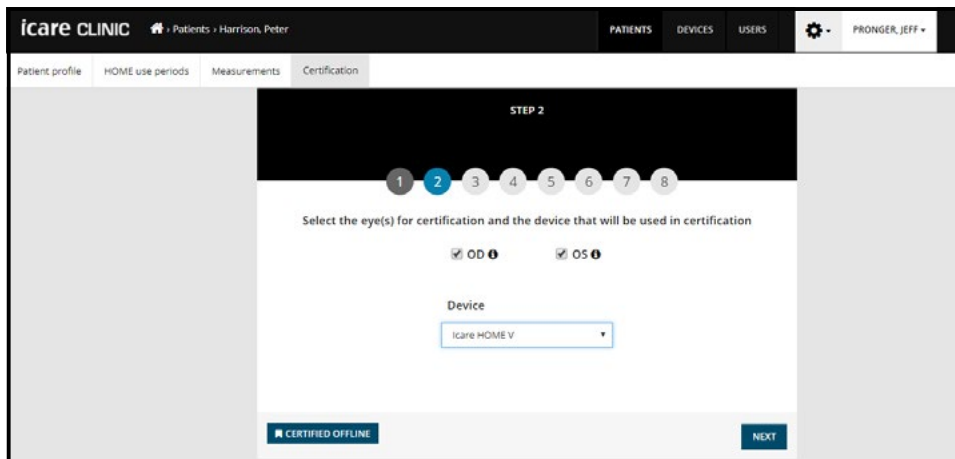 icare CLINIC › Patients › Harrison, Peter PATIENTS DEVICES USERS PRONGER, JEFF
Patient profile HOME use periods Measurements Certification
STEP 2
1 2 3 4 5 6 7 8
Select the eye(s) for certification and the device that will be used in certification
OD OS
Device
Icare HOME V
CERTIFIED OFFLINE NEXT